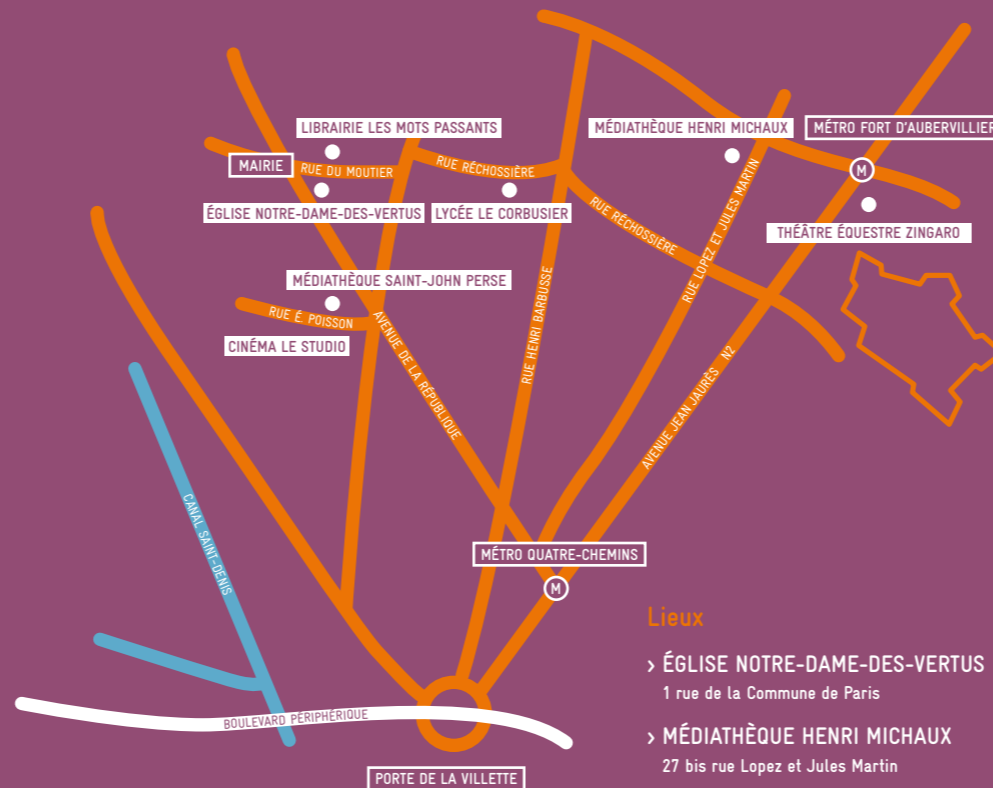 LIBRAIRIE LES MOTS PASSANTS
MÉDIATHÈQUE HENRI MICHAUX
MÉTRO FORT D'AUBERVILLIER
MAIRIE
RUE DU MOUTIER
RUE RÉCHOSSIÈRE
M
ÉGLISE NOTRE-DAME-DES-VERTUS
LYCÉE LE CORBUSIER
RUE RÉCHOSSIÈRE
RUE LOPEZ ET JULES MARTIN
THÉÂTRE ÉQUESTRE ZINGARO
MÉDIATHÈQUE SAINT-JOHN PERSE
RUE É. POISSON
CINÉMA LE STUDIO
AVENUE DE LA RÉPUBLIQUE
RUE HENRI BARBUSSE
AVENUE JEAN JAURÈS N2
CANAL SAINT-DENIS
MÉTRO QUATRE-CHEMINS
M
BOULEVARD PÉRIPHÉRIQUE
PORTE DE LA VILLETTE
Lieux
› ÉGLISE NOTRE-DAME-DES-VERTUS
1 rue de la Commune de Paris
› MÉDIATHÈQUE HENRI MICHAUX
27 bis rue Lopez et Jules Martin